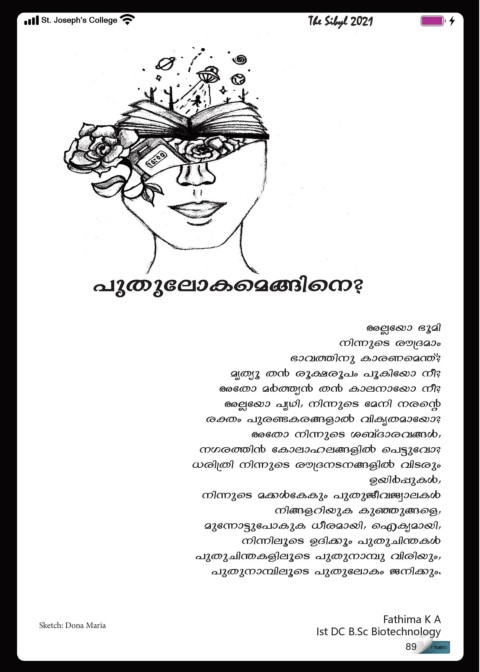 St. Joseph's College
The Sibyl 2021
പുതുലോകമെങ്ങിനെ?
അല്ലയോ ഭൂമി
നിന്നുടെ രൗദ്രമാം
ഭാവത്തിനു കാരണമെന്ത്?
മൃത്യൂ തൻ രൂക്ഷരൂപം പൂകിയോ നീ?
അതോ മർത്ത്യൻ തൻ കാലനായോ നീ?
അല്ലയോ പൃഥി, നിന്നുടെ മേനി നരന്റെ
രക്തം പുരണ്ടകരങ്ങളാൽ വികൃതമായോ?
അതോ നിന്നുടെ ശബ്ദാരവങ്ങൾ,
നഗരത്തിൻ കോലാഹലങ്ങളിൽ പെട്ടുവോ?
ധരിത്രി നിന്നുടെ രൗദ്രനടനങ്ങളിൽ വിടരും
ഉയിർപ്പുകൾ,
നിന്നുടെ മക്കൾകേകും പുതുജീവജ്വാലകൾ
നിങ്ങളറിയുക കുഞ്ഞുങ്ങളെ,
മുന്നോട്ടുപോകുക ധീരമായി, ഐക്യമായി,
നിന്നിലൂടെ ഉദിക്കും പുതുചിന്തകൾ
പുതുചിന്തകളിലൂടെ പുതുനാമ്പു വിരിയും,
പുതുനാമ്പിലൂടെ പുതുലോകം ജനിക്കും.
Sketch: Dona Maria
Fathima K A
Ist DC B.Sc Biotechnology
89